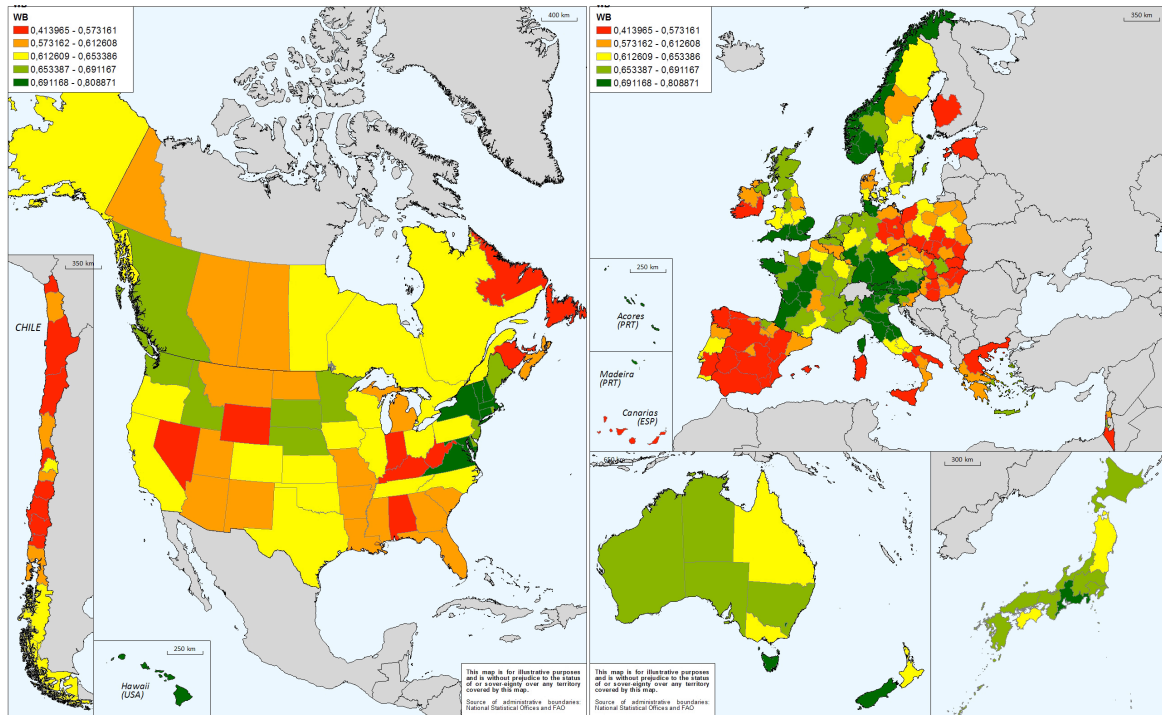 WB
WB
0,413965 - 0,573161
0,573162 - 0,612608
0,612609 - 0,653386
0,653387 - 0,691167
0,691168 - 0,808871
400 km
350 km
CHILE
250 km
Hawaii
(USA)
This map is for illustrative purposes
and is without prejudice to the status
of or sover-eignty over any territory
covered by this map.
Source of administrative boundaries:
National Statistical Offices and FAO
WB
WB
0,413965 - 0,573161
0,573162 - 0,612608
0,612609 - 0,653386
0,653387 - 0,691167
0,691168 - 0,808871
350 km
250 km
Acores
(PRT)
Madeira
(PRT)
Canarias
(ESP)
km
This map is for illustrative purposes
and is without prejudice to the status
of or sover-eignty over any territory
covered by this map.
Source of administrative boundaries:
National Statistical Offices and FAO
300 km